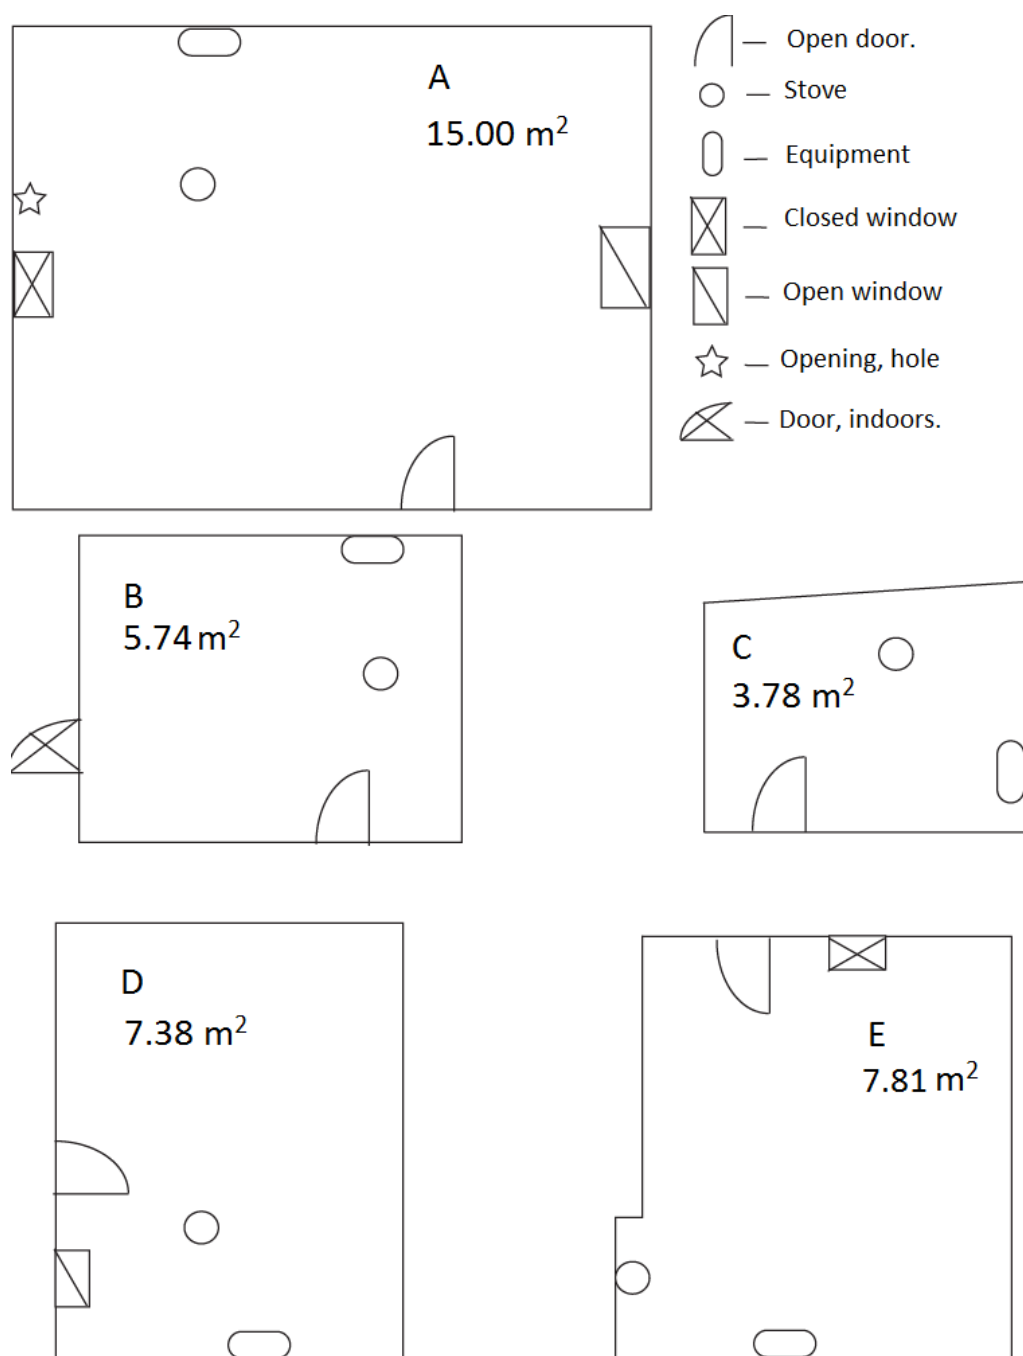 A
15.00 m²
— Open door.
— Stove
— Equipment
— Closed window
— Open window
— Opening, hole
— Door, indoors.
B
5.74 m²
C
3.78 m²
D
7.38 m²
E
7.81 m²